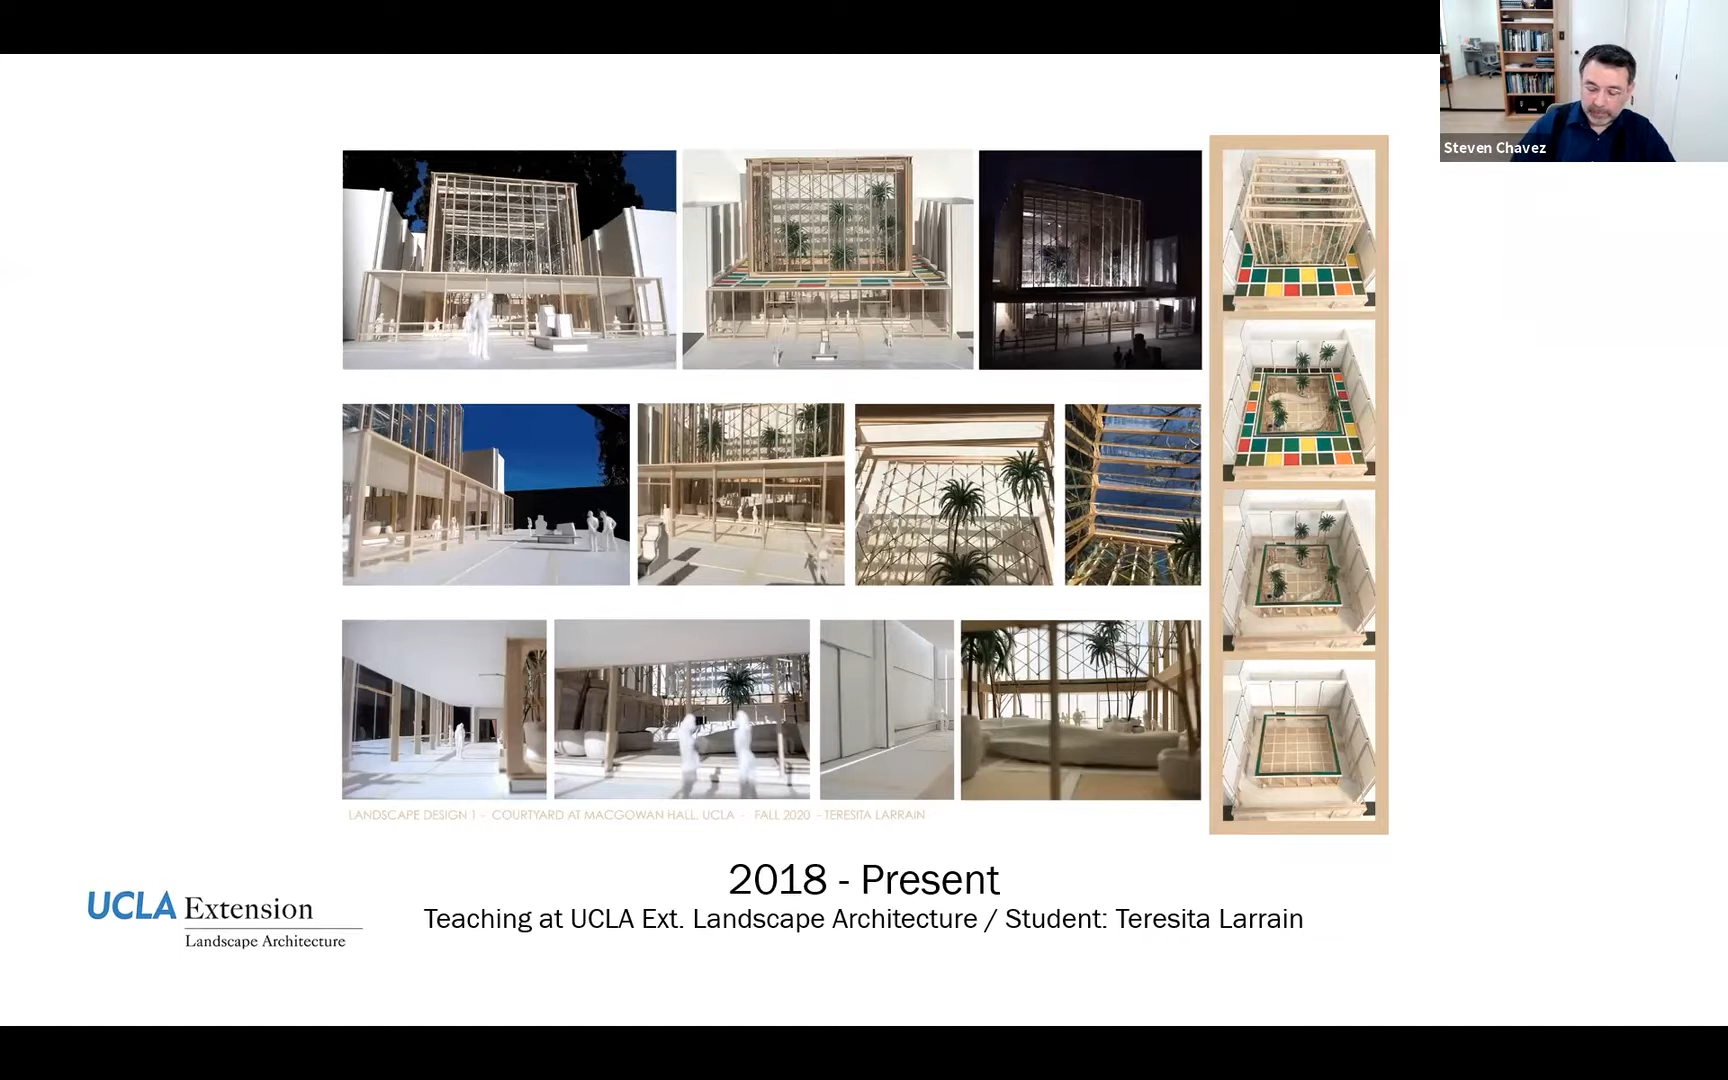 Steven Chavez
LANDSCAPE DESIGN 1 - COURTYARD AT MACGOWAN HALL, UCLA - FALL 2020 - TERESITA LARRAIN
2018 - Present
Teaching at UCLA Ext. Landscape Architecture / Student: Teresita Larrain
UCLA Extension
Landscape Architecture